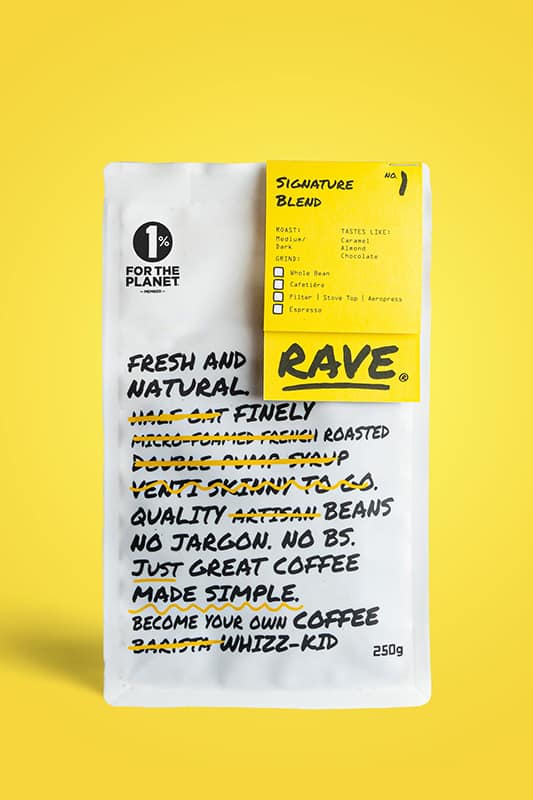 1%
FOR THE
PLANET.
MEMBER
SIGNATURE
BLEND
NO. 1
ROAST:
Medium/
Dark
TASTES LIKE:
Caramel
Almond
Chocolate
GRIND:
Whole Bean
Cafetière
Filter | Stove Top | Aeropress
Espresso
RAVE®
FRESH AND
NATURAL.
HALF CAT FINELY
MICRO-FOAMED FRENCH ROASTED
DOUBLE PUMP SYRUP
VENTI SKINNY TO GO.
QUALITY ARTISAN BEANS
NO JARGON. NO BS.
JUST GREAT COFFEE
MADE SIMPLE.
BECOME YOUR OWN COFFEE
BARISTA WHIZZ-KID
250g